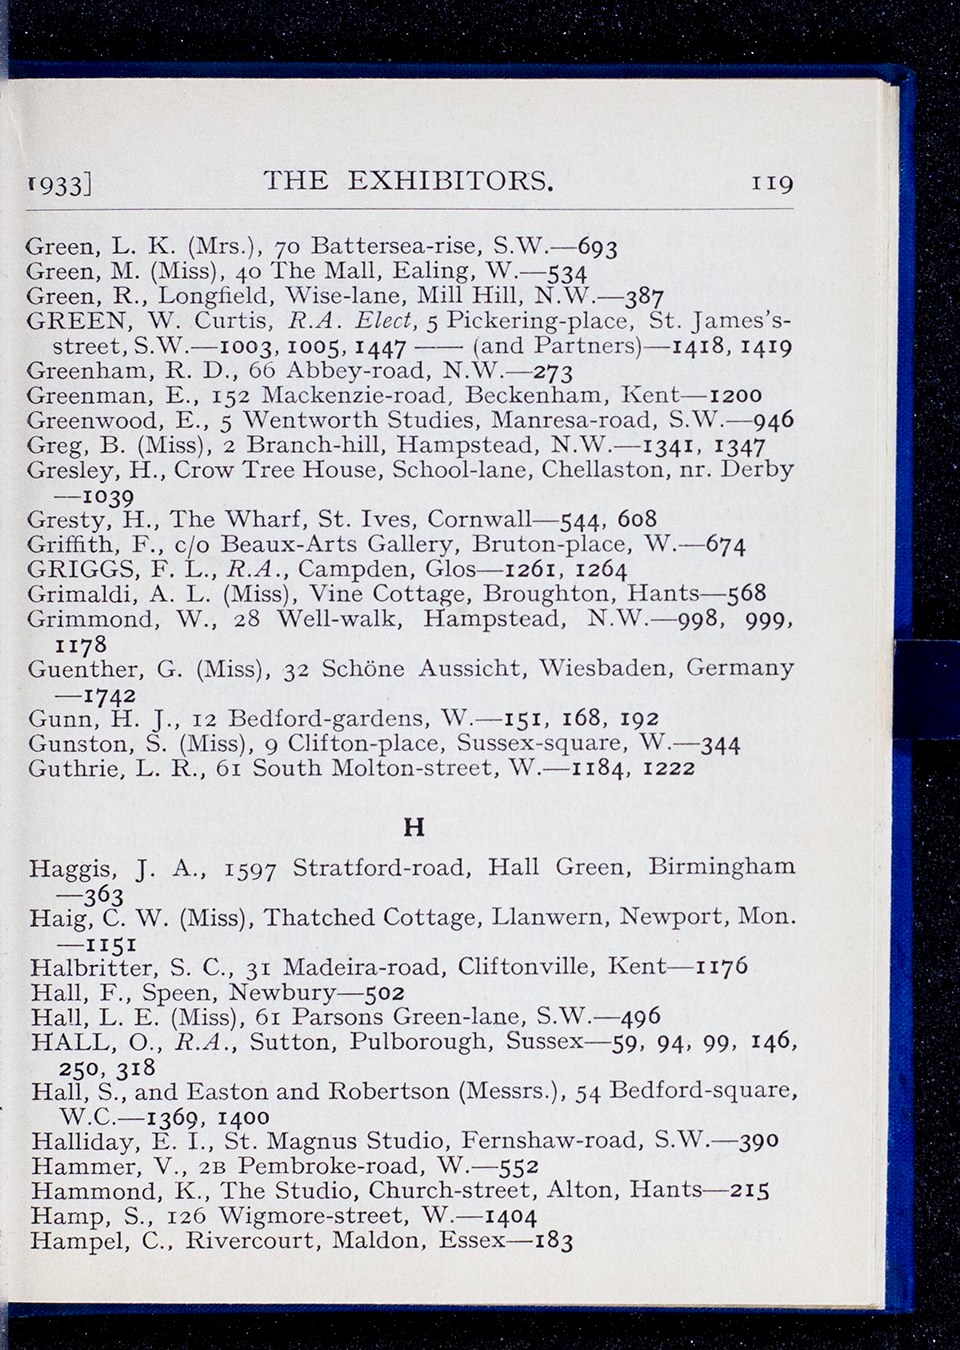 1933] THE EXHIBITORS. 119
Green, L. K. (Mrs.), 70 Battersea-rise, S.W.—693
Green, M. (Miss), 40 The Mall, Ealing, W.—534
Green, R., Longfield, Wise-lane, Mill Hill, N.W.—387
GREEN, W. Curtis, R.A. Elect, 5 Pickering-place, St. James's-
street, S.W.—1003, 1005, 1447 —— (and Partners)—1418, 1419
Greenham, R. D., 66 Abbey-road, N.W.—273
Greenman, E., 152 Mackenzie-road, Beckenham, Kent—1200
Greenwood, E., 5 Wentworth Studies, Manresa-road, S.W.—946
Greg, B. (Miss), 2 Branch-hill, Hampstead, N.W.—1341, 1347
Gresley, H., Crow Tree House, School-lane, Chellaston, nr. Derby
—1039
Gresty, H., The Wharf, St. Ives, Cornwall—544, 608
Griffith, F., c/o Beaux-Arts Gallery, Bruton-place, W.—674
GRIGGS, F. L., R.A., Campden, Glos—1261, 1264
Grimaldi, A. L. (Miss), Vine Cottage, Broughton, Hants—568
Grimmond, W., 28 Well-walk, Hampstead, N.W.—998, 999,
1178
Guenther, G. (Miss), 32 Schöne Aussicht, Wiesbaden, Germany
—1742
Gunn, H. J., 12 Bedford-gardens, W.—151, 168, 192
Gunston, S. (Miss), 9 Clifton-place, Sussex-square, W.—344
Guthrie, L. R., 61 South Molton-street, W.—1184, 1222
H
Haggis, J. A., 1597 Stratford-road, Hall Green, Birmingham
—363
Haig, C. W. (Miss), Thatched Cottage, Llanwern, Newport, Mon.
—1151
Halbritter, S. C., 31 Madeira-road, Cliftonville, Kent—1176
Hall, F., Speen, Newbury—502
Hall, L. E. (Miss), 61 Parsons Green-lane, S.W.—496
HALL, O., R.A., Sutton, Pulborough, Sussex—59, 94, 99, 146,
250, 318
Hall, S., and Easton and Robertson (Messrs.), 54 Bedford-square,
W.C.—1369, 1400
Halliday, E. I., St. Magnus Studio, Fernshaw-road, S.W.—390
Hammer, V., 2B Pembroke-road, W.—552
Hammond, K., The Studio, Church-street, Alton, Hants—215
Hamp, S., 126 Wigmore-street, W.—1404
Hampel, C., Rivercourt, Maldon, Essex—183